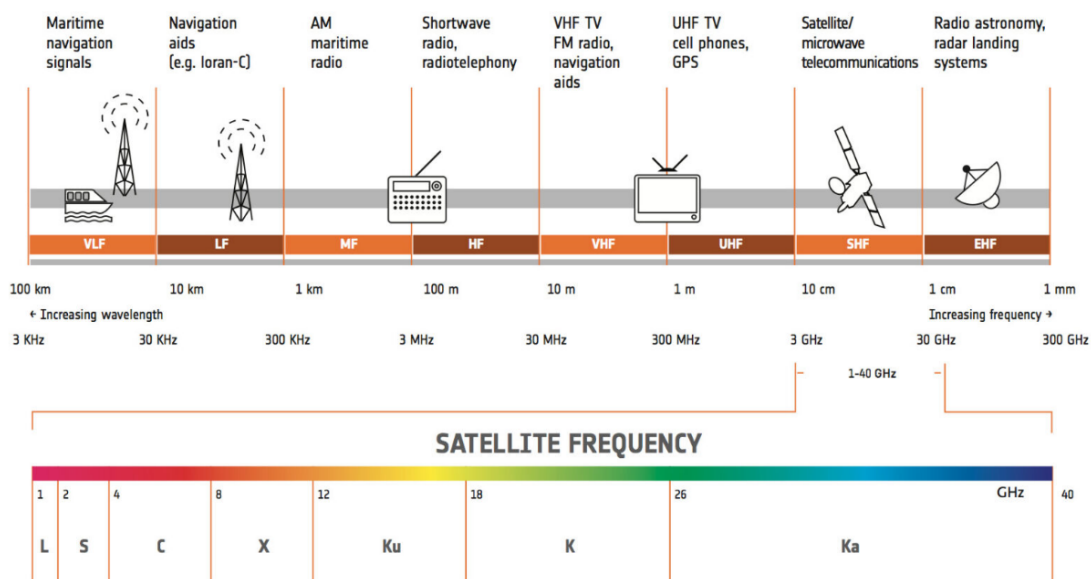 Maritime
navigation
signals
Navigation
aids
(e.g. loran-C)
AM
maritime
radio
Shortwave
radio,
radiotelephony
VHF TV
FM radio,
navigation
aids
UHF TV
cell phones,
GPS
Satellite/
microwave
telecommunications
Radio astronomy,
radar landing
systems
VLF LF MF HF VHF UHF SHF EHF
100 km 10 km 1 km 100 m 10 m 1 m 10 cm 1 cm 1 mm
← Increasing wavelength Increasing frequency →
3 KHz 30 KHz 300 KHz 3 MHz 30 MHz 300 MHz 3 GHz 30 GHz 300 GHz
1-40 GHz
SATELLITE FREQUENCY
1 2 4 8 12 18 26 GHz 40
L S C X Ku K Ka